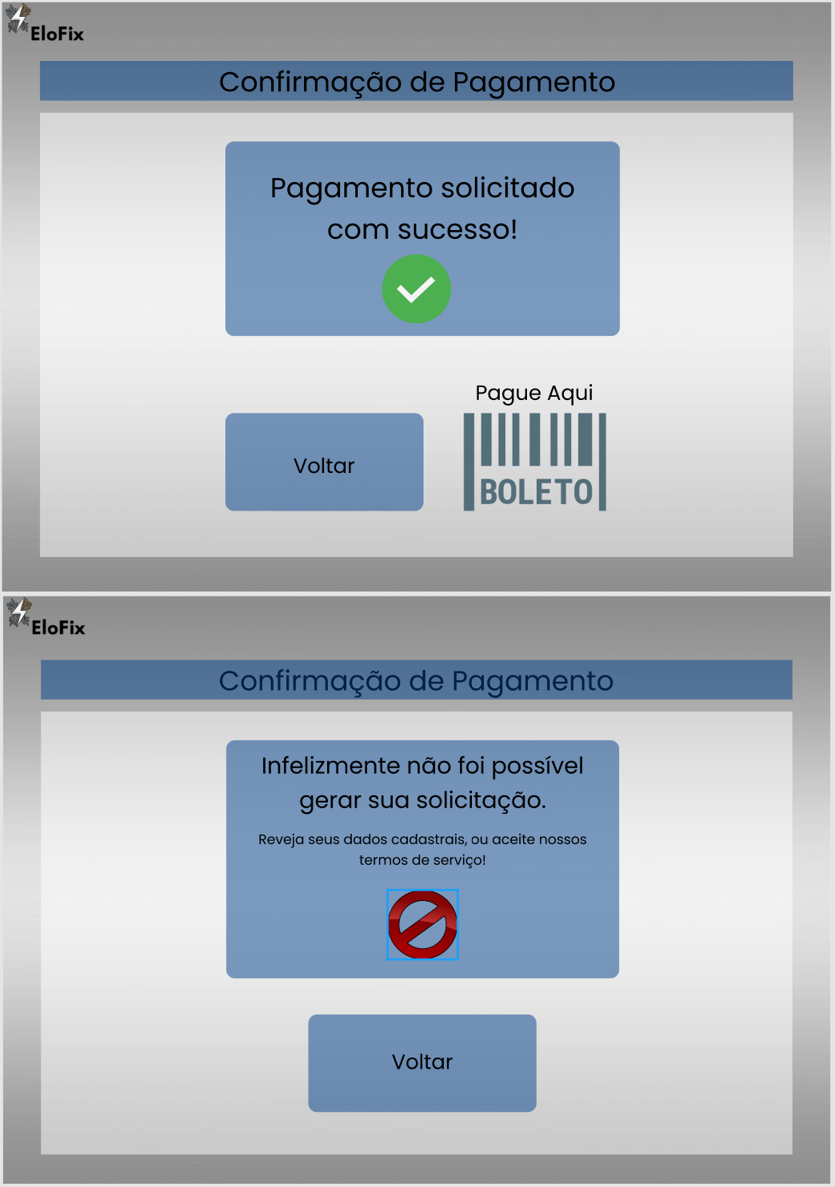 EloFix
Confirmação de Pagamento
Pagamento solicitado
com sucesso!
Pague Aqui
Voltar
BOLETO
EloFix
Confirmação de Pagamento
Infelizmente não foi possível
gerar sua solicitação.
Reveja seus dados cadastrais, ou aceite nossos
termos de serviço!
Voltar